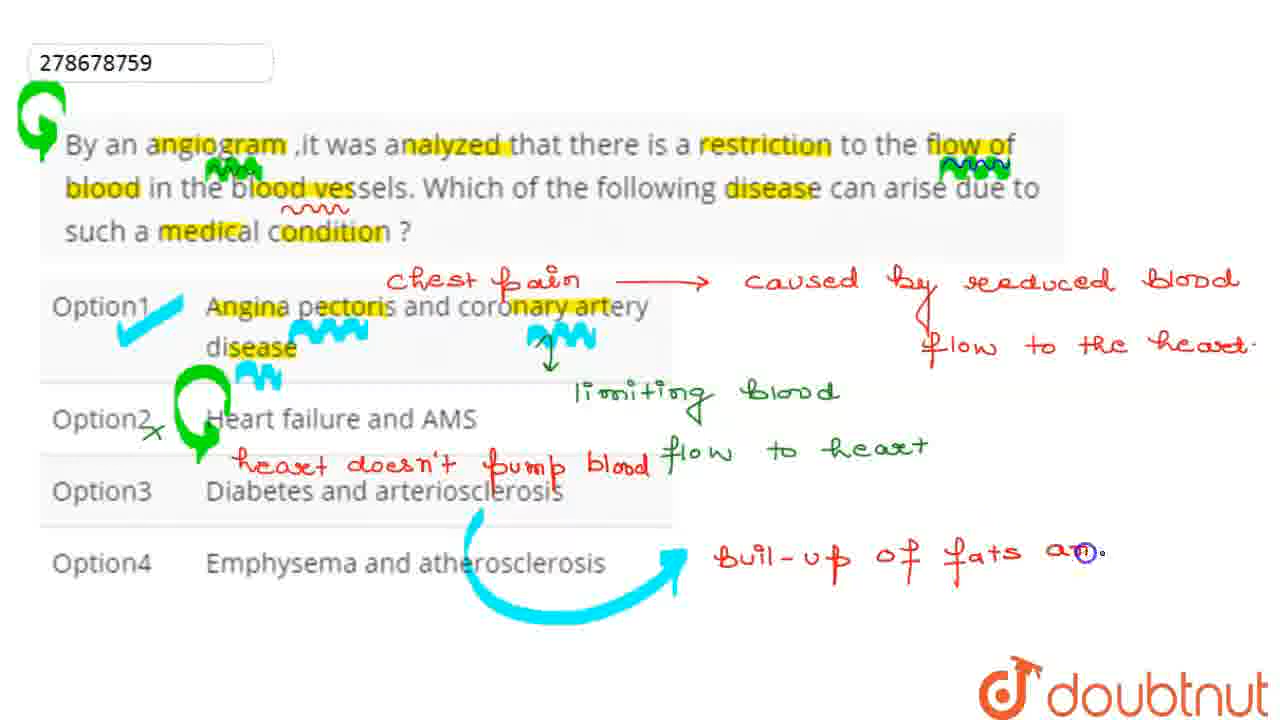 278678759
By an angiogram ,it was analyzed that there is a restriction to the flow of
blood in the blood vessels. Which of the following disease can arise due to
such a medical condition ?
chest pain → caused by reduced blood
flow to the heart.
Option1 Angina pectoris and coronary artery
disease
limiting blood
flow to heart
Option2 Heart failure and AMS
heart doesn't pump blood
Option3 Diabetes and arteriosclerosis
Option4 Emphysema and atherosclerosis
buil-up of fats an
doubtnut